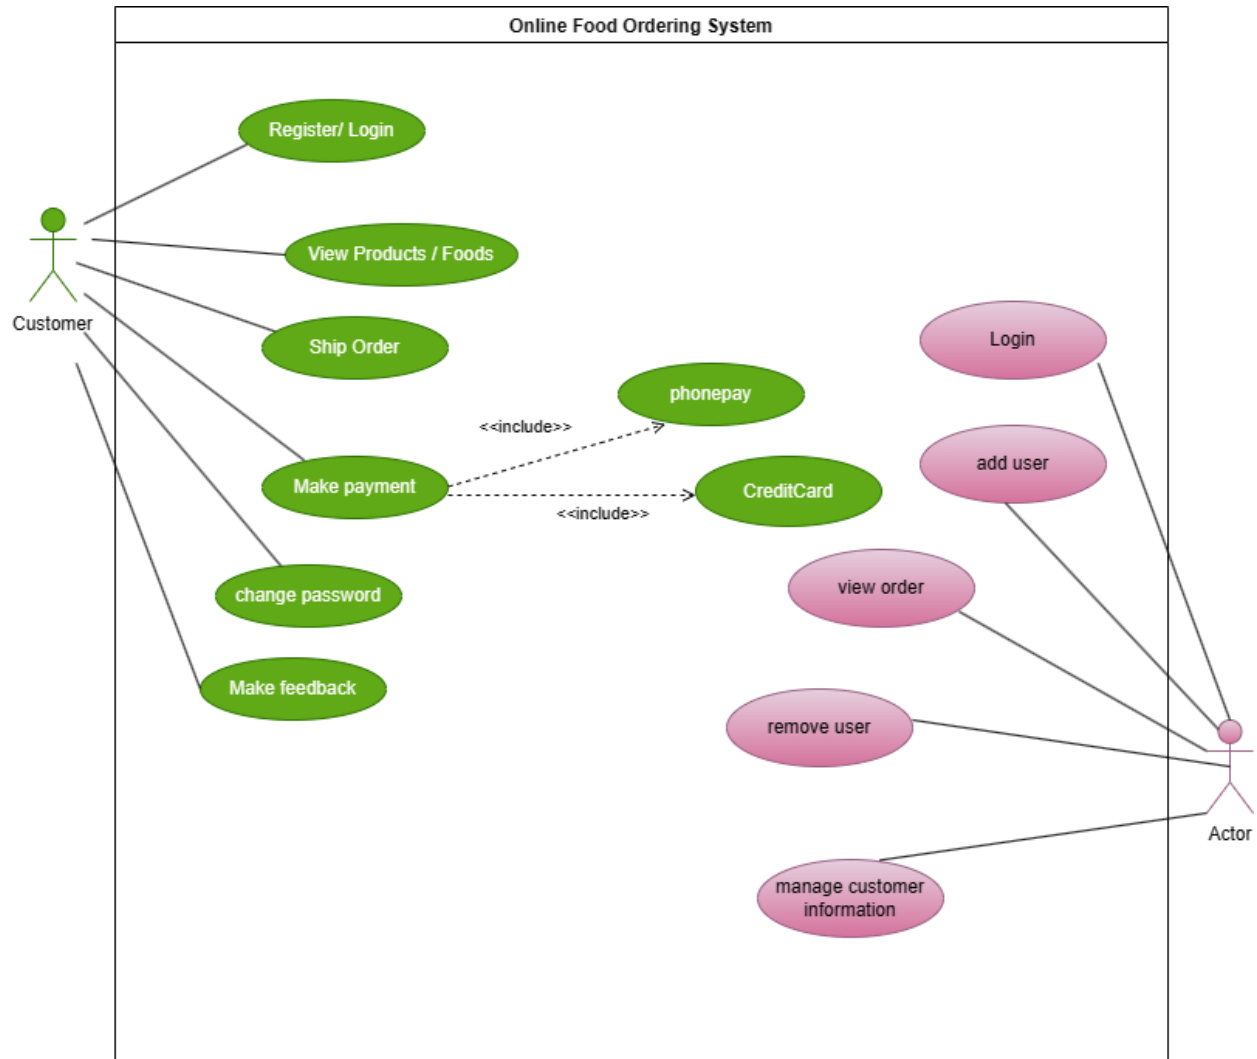 Online Food Ordering System
Register/ Login
View Products / Foods
Customer
Ship Order
Login
phonepay
<<include>>
add user
Make payment
CreditCard
<<include>>
view order
change password
Make feedback
remove user
Actor
manage customer
information